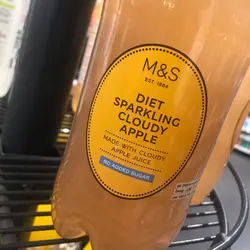 M&S
EST. 1884
DIET
SPARKLING
CLOUDY
APPLE
MADE WITH CLOUDY
APPLE JUICE
NO ADDED SUGAR